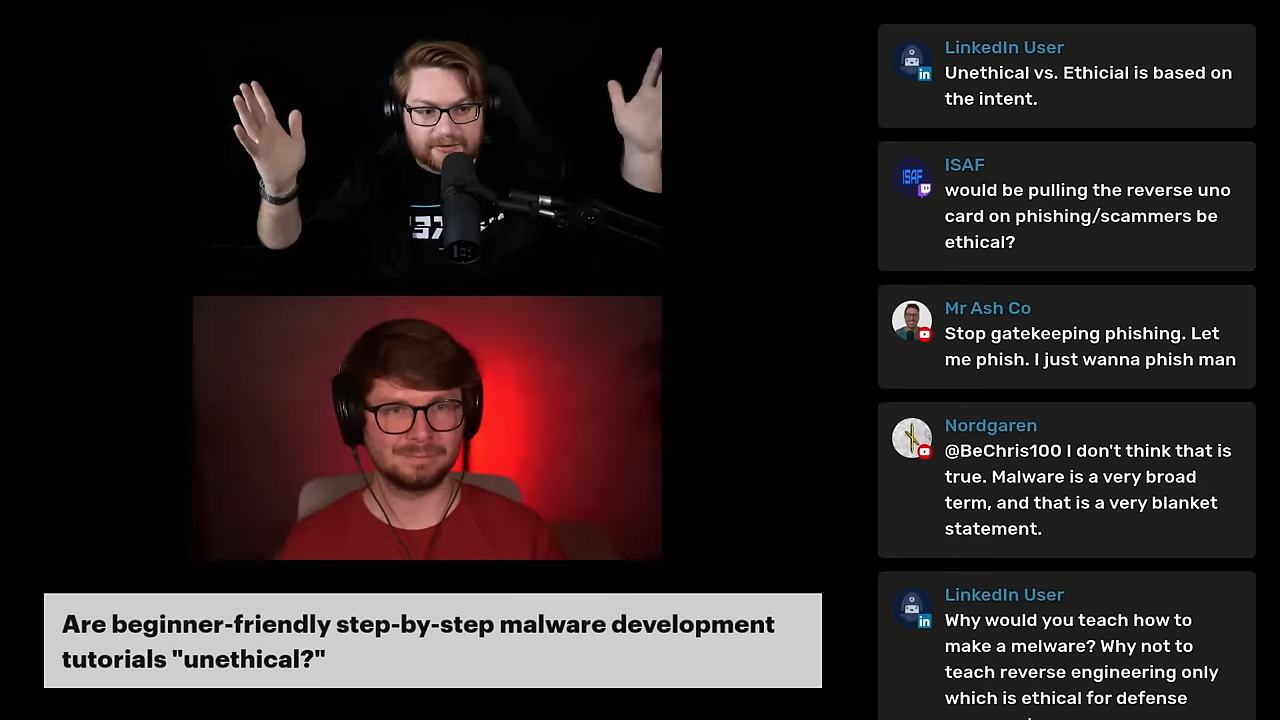 LinkedIn User
Unethical vs. Ethicial is based on
the intent.
ISAF
ISAF
would be pulling the reverse uno
card on phishing/scammers be
ethical?
Mr Ash Co
Stop gatekeeping phishing. Let
me phish. I just wanna phish man
Nordgaren
@BeChris100 I don't think that is
true. Malware is a very broad
term, and that is a very blanket
statement.
LinkedIn User
Why would you teach how to
make a melware? Why not to
teach reverse engineering only
which is ethical for defense
Are beginner-friendly step-by-step malware development
tutorials "unethical?"